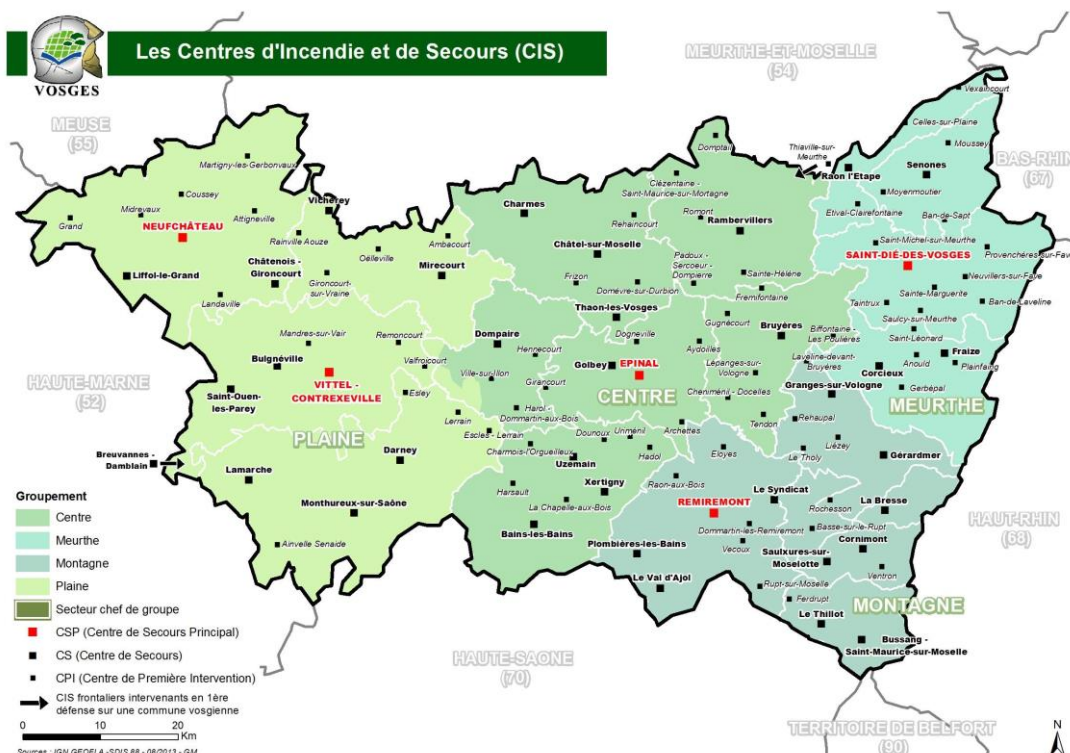 Les Centres d'Incendie et de Secours (CIS)
VOSGES
MEURTHE-ET-MOSELLE
(54)
MEUSE
(55)
BAS-RHIN
(67)
HAUTE-MARNE
(52)
HAUT-RHIN
(68)
HAUTE-SAONE
(70)
TERRITOIRE DE BELFORT
(90)
Vexaincourt
Celles-sur-Plaine
Moussey
Domptail
Thiaville-sur-
Meurthe
Raon l'Etape
Senones
Martigny-les-Gerbonvaux
Clézentaine -
Saint-Maurice-sur-Mortagne
Moyenmoutier
Coussey
Vicherey
Charmes
Romont
Etival-Clairefontaine
Ban-de-Sapt
Midrevaux
Attigneville
Rehaincourt
Rambervillers
Grand
NEUFCHÂTEAU
Rainville Aouze
Ambacourt
Saint-Michel-sur-Meurthe
Provenchères-sur-Fave
Oëlleville
Châtel-sur-Moselle
Padoux -
Sercoeur -
Dompierre
SAINT-DIÉ-DES-VOSGES
Liffol-le-Grand
Châtenois -
Gironcourt
Mirecourt
Frizon
Sainte-Hélène
Neuvillers-sur-Fave
Gironcourt-
sur-Vraine
Domèvre-sur-Durbion
Fremifontaine
Sainte-Marguerite
Landaville
Taintrux
Ban-de-Laveline
Thaon-les-Vosges
Gugnécourt
Saulcy-sur-Meurthe
Mandres-sur-Vair
Remoncourt
Dompaire
Dogneville
Bruyères
Biffontaine -
Les Poulières
Saint-Léonard
Hennecourt
Aydoilles
Bulgnéville
Valfroicourt
Golbey
EPINAL
Lépanges-sur-
Vologne
Laveline-devant-
Bruyères
Anould
Fraize
Plainfaing
VITTEL -
CONTREXEVILLE
Ville-sur-Illon
Girancourt
Corcieux
Granges-sur-Vologne
Gerbépal
Saint-Ouen-
les-Parey
Esley
CENTRE
Cheniménil - Docelles
MEURTHE
Lerrain
Harol -
Dommartin-aux-Bois
Tendon
Rehaupal
PLAINE
Escles - Lerrain
Dounoux
Uriménil
Archettes
Liézey
Breuvannes -
Damblain
Charmois-l'Orgueilleux
Hadol
Eloyes
Le Tholy
Gérardmer
Darney
Uzemain
Lamarche
Harsault
Xertigny
Raon-aux-Bois
Le Syndicat
La Chapelle-aux-Bois
REMIREMONT
Rochesson
La Bresse
Monthureux-sur-Saône
Bains-les-Bains
Dommartin-les-Remiremont
Basse-sur-le-Rupt
Vecoux
Cornimont
Ainvelle Senaide
Plombières-les-Bains
Saulxures-sur-
Moselotte
Ventron
Le Val d'Ajol
Rupt-sur-Moselle
Ferdrupt
MONTAGNE
Le Thillot
Bussang -
Saint-Maurice-sur-Moselle
Groupement
Centre
Meurthe
Montagne
Plaine
Secteur chef de groupe
CSP (Centre de Secours Principal)
CS (Centre de Secours)
CPI (Centre de Première Intervention)
CIS frontaliers intervenants en 1ère
défense sur une commune vosgienne
0 10 20
Km
Sources : IGN GEOFLA -SDIS 88 - 08/2013 - GM
N